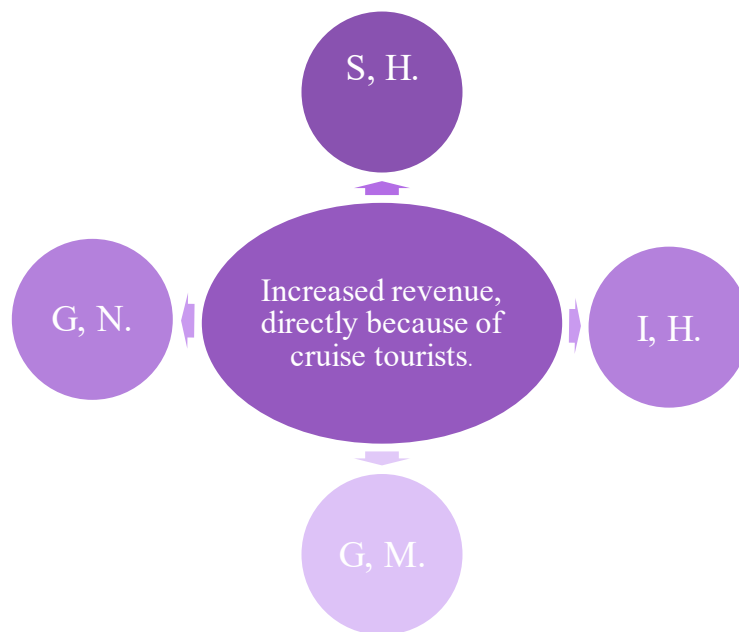 S, H.
G, N.
Increased revenue,
directly because of
cruise tourists.
I, H.
G, M.